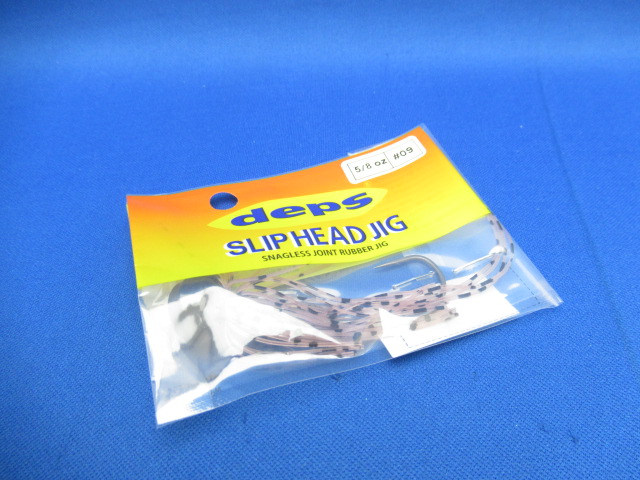 5/8 oz #09
deps
SLIP HEAD JIG
SNAGLESS JOINT RUBBER JIG